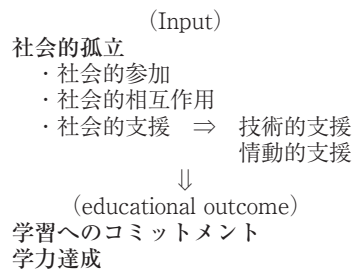 (Input)
社会的孤立
・社会的参加
・社会的相互作用
・社会的支援 ⇒ 技術的支援
情動的支援
⇓
(educational outcome)
学習へのコミットメント
学力達成